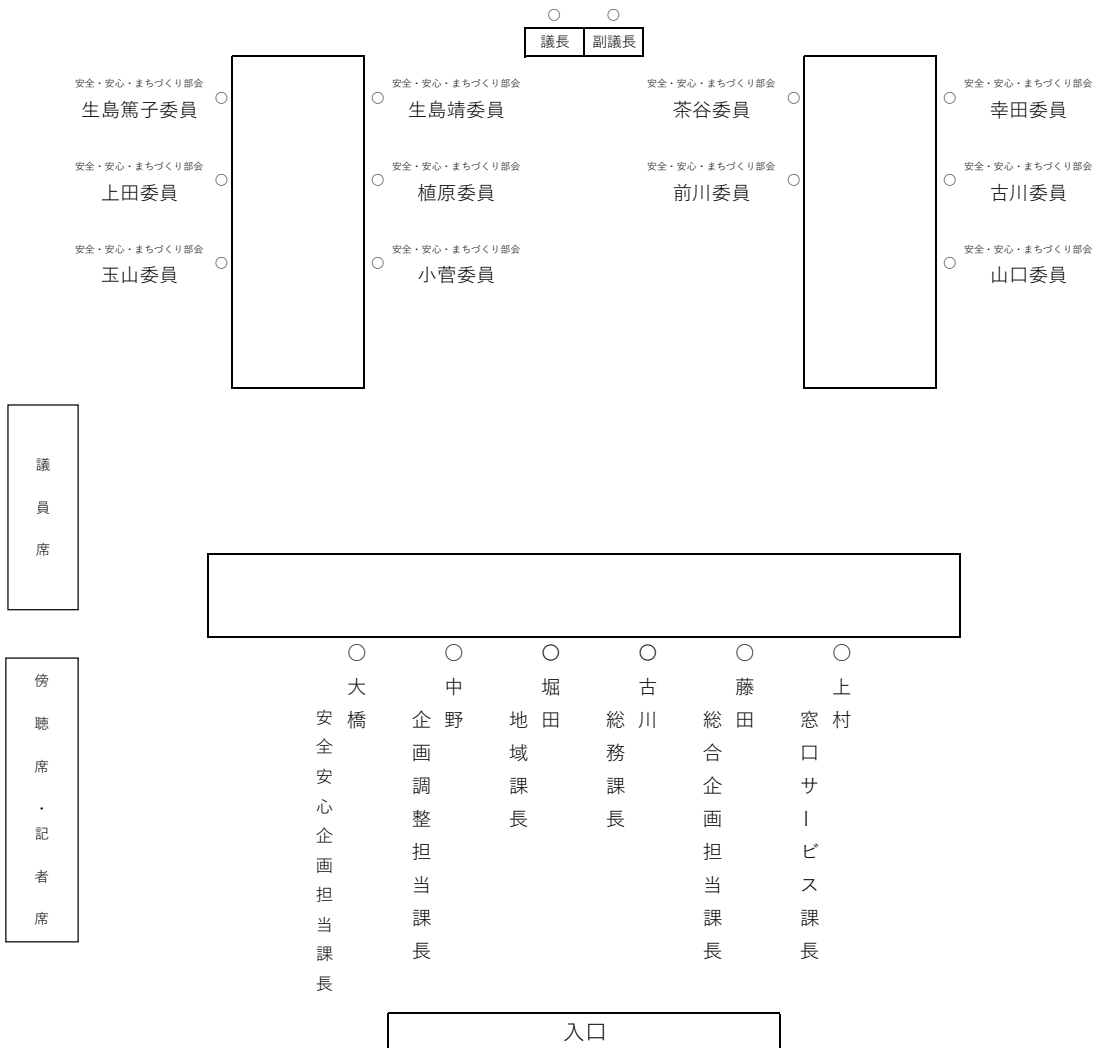 ○ ○
議長 副議長
安全・安心・まちづくり部会 安全・安心・まちづくり部会 安全・安心・まちづくり部会 安全・安心・まちづくり部会
生島篤子委員 ○ ○ 生島靖委員 茶谷委員 ○ ○ 幸田委員
安全・安心・まちづくり部会 安全・安心・まちづくり部会 安全・安心・まちづくり部会 安全・安心・まちづくり部会
上田委員 ○ ○ 植原委員 前川委員 ○ ○ 古川委員
安全・安心・まちづくり部会 安全・安心・まちづくり部会 安全・安心・まちづくり部会
玉山委員 ○ ○ 小菅委員 ○ 山口委員
議員席
傍聴席・記者席
○上村
窓口サービス課長
○藤田
総合企画担当課長
○古川
総務課長
○堀田
地域課長
○中野
企画調整担当課長
○大橋
安全安心企画担当課長
入口